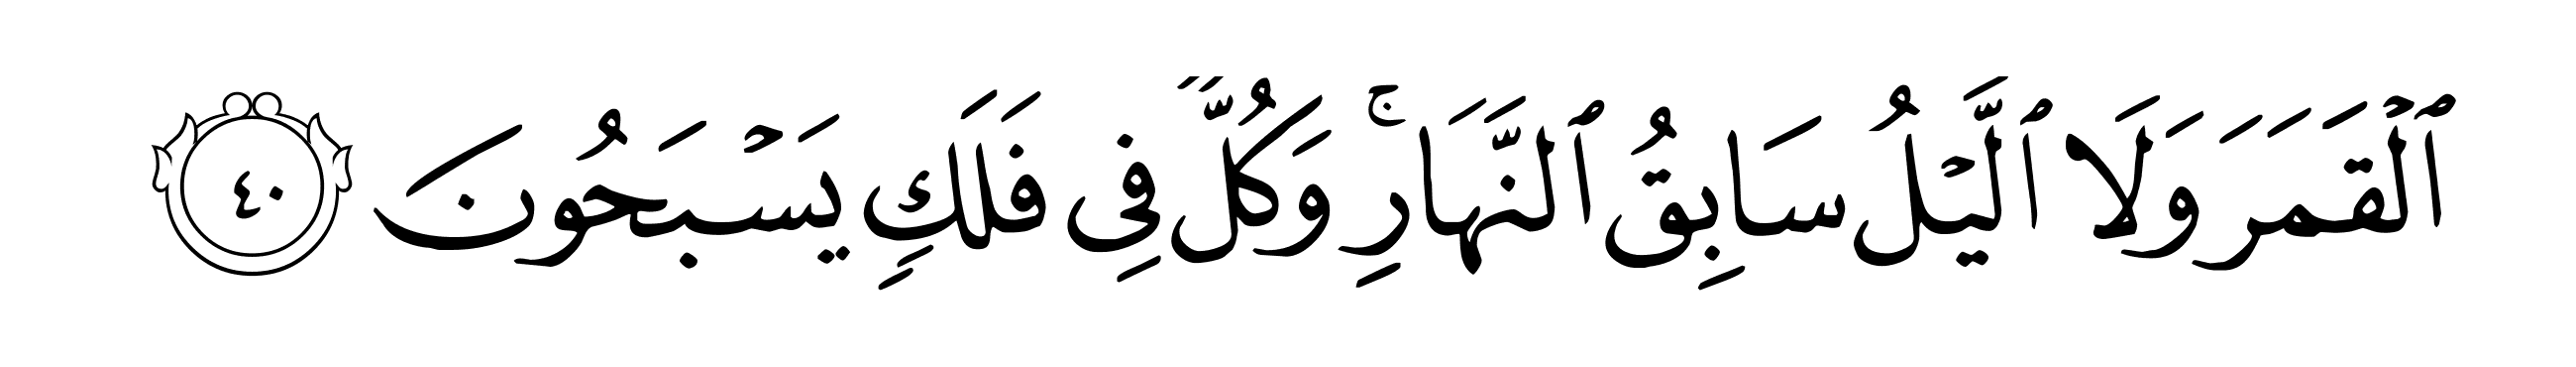 ٱلۡقَمَرَ وَلَا ٱلَّيۡلُ سَابِقُ ٱلنَّهَارِۚ وَكُلّٞ فِي فَلَكٖ يَسۡبَحُونَ ٤٠